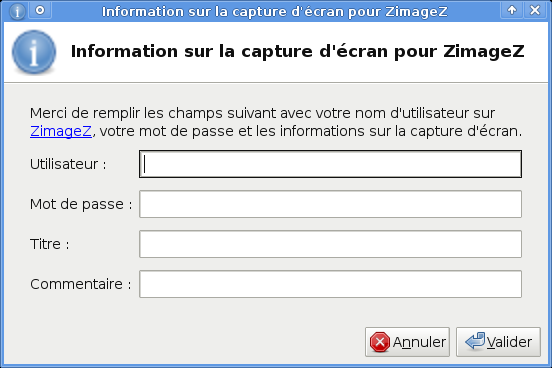 Information sur la capture d'écran pour ZimageZ
Information sur la capture d'écran pour ZimageZ
Merci de remplir les champs suivant avec votre nom d'utilisateur sur
ZimageZ, votre mot de passe et les informations sur la capture d'écran.
Utilisateur :
Mot de passe :
Titre :
Commentaire :
Annuler Valider